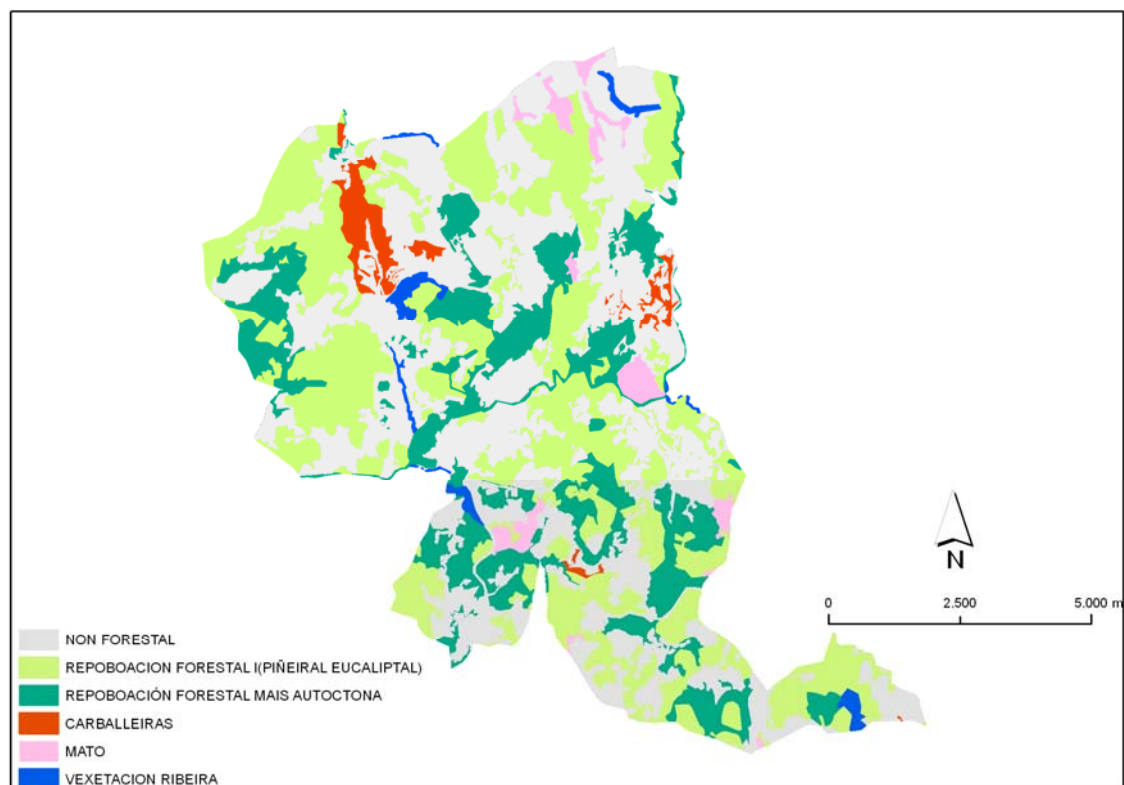 N
0 2.500 5.000 m
NON FORESTAL
REPOBOACION FORESTAL I(PIÑEIRAL EUCALIPTAL)
REPOBOACIÓN FORESTAL MAIS AUTOCTONA
CARBALLEIRAS
MATO
VEXETACION RIBEIRA